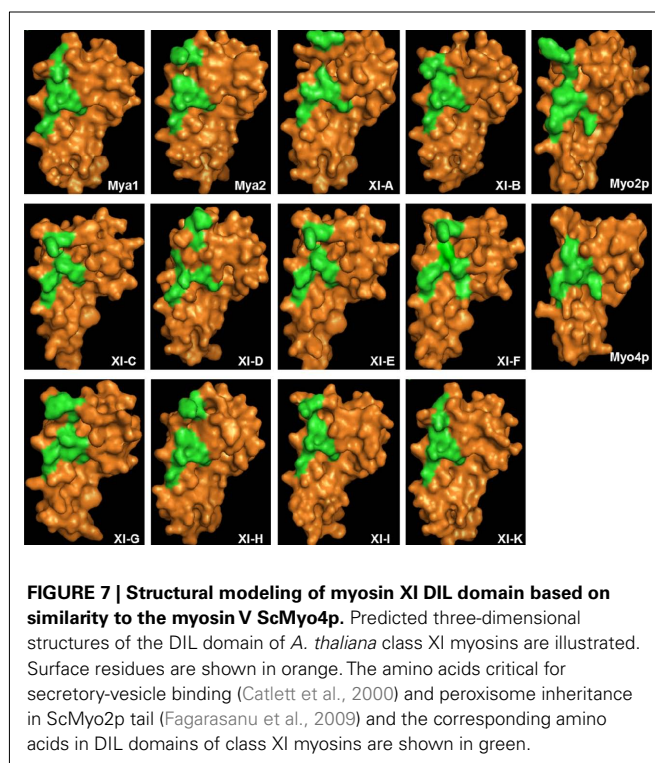 Mya1
Mya2
XI-A
XI-B
Myo2p
XI-C
XI-D
XI-E
XI-F
Myo4p
XI-G
XI-H
XI-I
XI-K
FIGURE 7 | Structural modeling of myosin XI DIL domain based on
similarity to the myosin V ScMyo4p. Predicted three-dimensional
structures of the DIL domain of A. thaliana class XI myosins are illustrated.
Surface residues are shown in orange. The amino acids critical for
secretory-vesicle binding (Catlett et al., 2000) and peroxisome inheritance
in ScMyo2p tail (Fagarasanu et al., 2009) and the corresponding amino
acids in DIL domains of class XI myosins are shown in green.